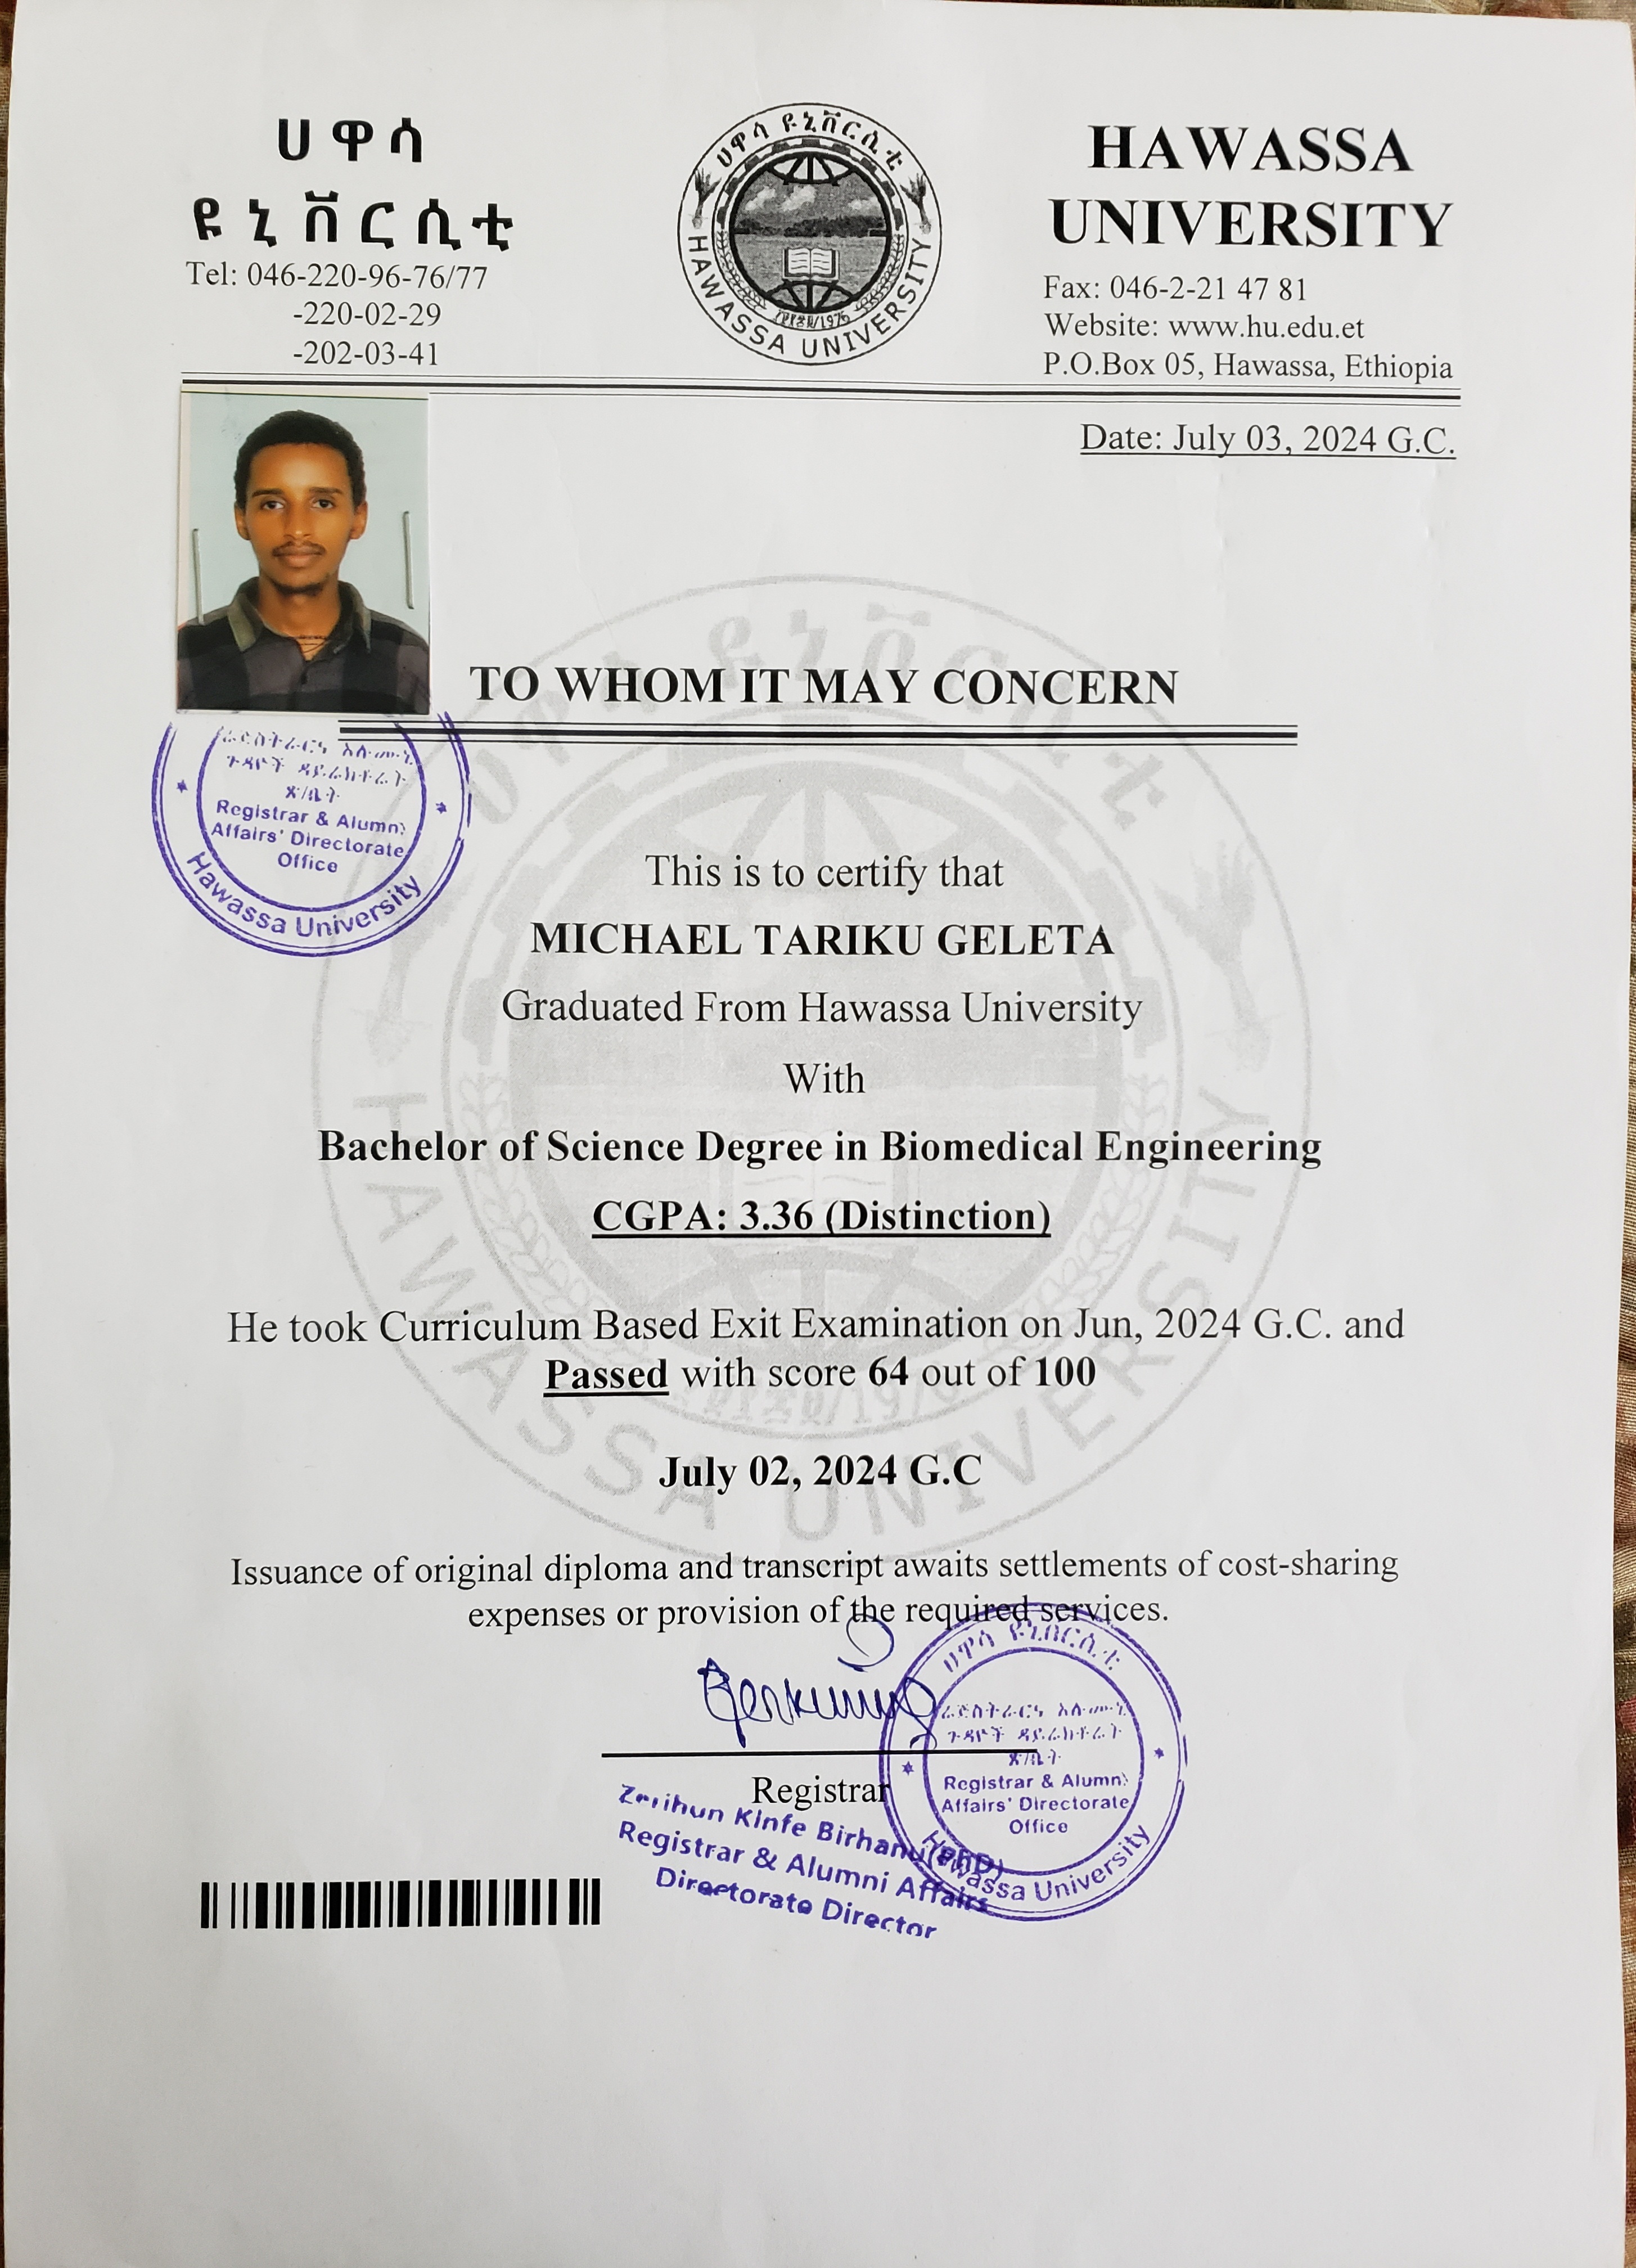 ሀዋሳ
ዩኒቨርሲቲ
Tel: 046-220-96-76/77
-220-02-29
-202-03-41
ሀዋሳ ዩኒቨርሲቲ
HAWASSA UNIVERSITY
HAWASSA
UNIVERSITY
Fax: 046-2-21 47 81
Website: www.hu.edu.et
P.O.Box 05, Hawassa, Ethiopia
Date: July 03, 2024 G.C.
TO WHOM IT MAY CONCERN
ሬጅስትራርና አሉሙኒ
ጉዳዮች ዳይሬክቶሬት
ጽ/ቤት
Registrar & Alumni
Affairs' Directorate
Office
Hawassa University
This is to certify that
MICHAEL TARIKU GELETA
Graduated From Hawassa University
With
Bachelor of Science Degree in Biomedical Engineering
CGPA: 3.36 (Distinction)
He took Curriculum Based Exit Examination on Jun, 2024 G.C. and
Passed with score 64 out of 100
July 02, 2024 G.C
Issuance of original diploma and transcript awaits settlements of cost-sharing
expenses or provision of the required services.
Registrar
Zerihun Kinfe Birhanu(PhD)
Registrar & Alumni Affairs
Directorate Director
ሀዋሳ ዩኒቨርሲቲ
ሬጅስትራርና አሉሙኒ
ጉዳዮች ዳይሬክቶሬት
ጽ/ቤት
Registrar & Alumni
Affairs' Directorate
Office
Hawassa University
ሀዋሳ ዩኒቨርሲቲ
HAWASSA UNIVERSITY